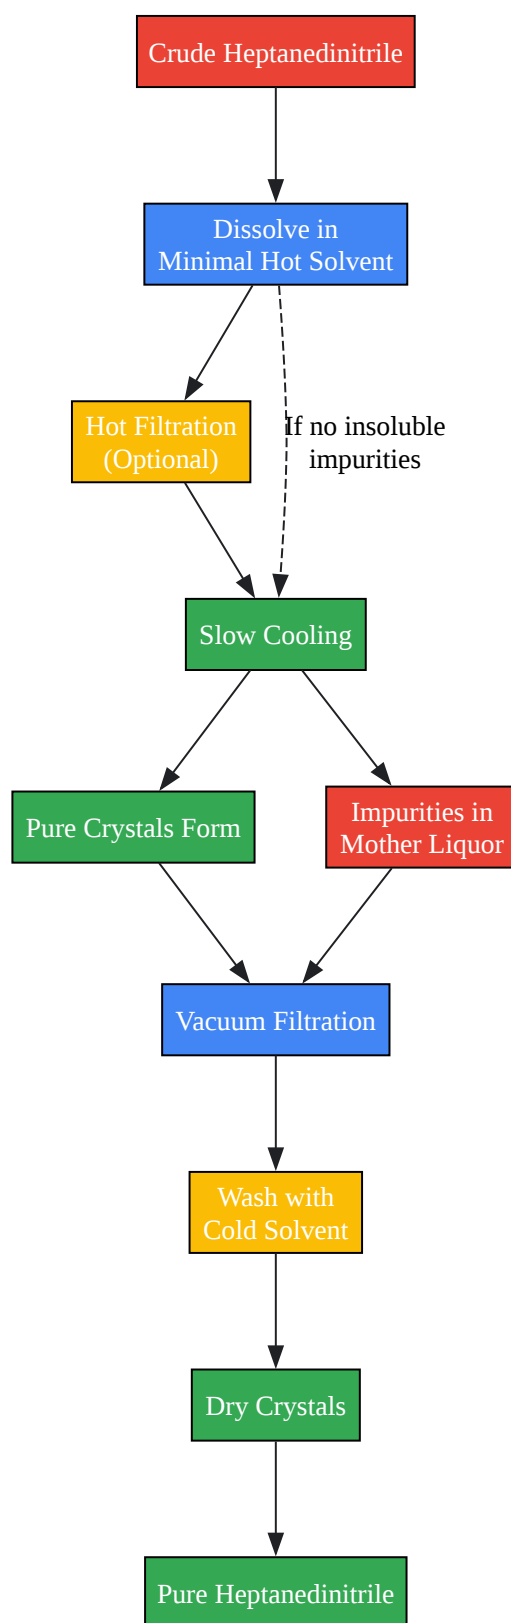 Crude Heptanedinitrile
Dissolve in
Minimal Hot Solvent
Hot Filtration
(Optional)
If no insoluble
impurities
Slow Cooling
Pure Crystals Form
Impurities in
Mother Liquor
Vacuum Filtration
Wash with
Cold Solvent
Dry Crystals
Pure Heptanedinitrile